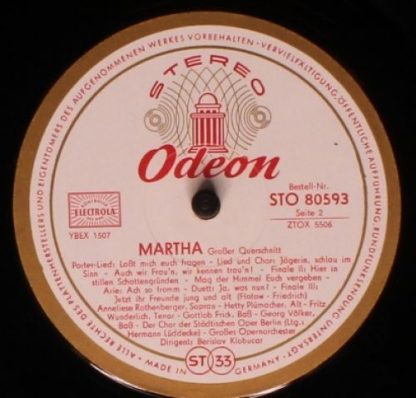 ALLE RECHTE DES PLATTENHERSTELLERS UND EIGENTÜMERS DES AUFGENOMMENEN WERKES VORBEHALTEN - VERVIELFÄLTIGUNG, ÖFFENTLICHE AUFFÜHRUNG, RUNDFUNKSENDUNG UNTERSAGT
STEREO
Odeon
ELECTROLA
YBEX 1507
Bestell-Nr.
STO 80593
Seite 2
ZTOX 5506
MARTHA Großer Querschnitt
Porter-Lied: Laßt mich euch fragen - Lied und Chor: Jägerin, schlau im
Sinn - Auch wir Frau'n, wir kennen trau'n! - Finale II: Hier in
stillen Schattengründen - Mag der Himmel Euch vergeben -
Arie: Ach so fromm - Duett: Ja, was nun? - Finale III:
Jetzt ihr Freunde jung und alt (Flotow - Friedrich)
Anneliese Rothenberger, Sopran - Hetty Plümacher, Alt - Fritz
Wunderlich, Tenor - Gottlob Frick, Baß - Georg Völker,
Baß - Der Chor der Städtischen Oper Berlin (Ltg.:
Hermann Lüddecke) - Großes Opernorchester
Dirigent: Berislav Klobucar
MADE IN GERMANY
ST 33